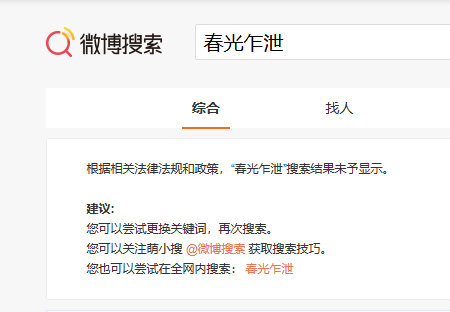 微博搜索
春光乍泄
综合 找人
根据相关法律法规和政策，“春光乍泄”搜索结果未予显示。
建议:
您可以尝试更换关键词，再次搜索。
您可以关注萌小搜 @微博搜索 获取搜索技巧。
您也可以尝试在全网内搜索： 春光乍泄